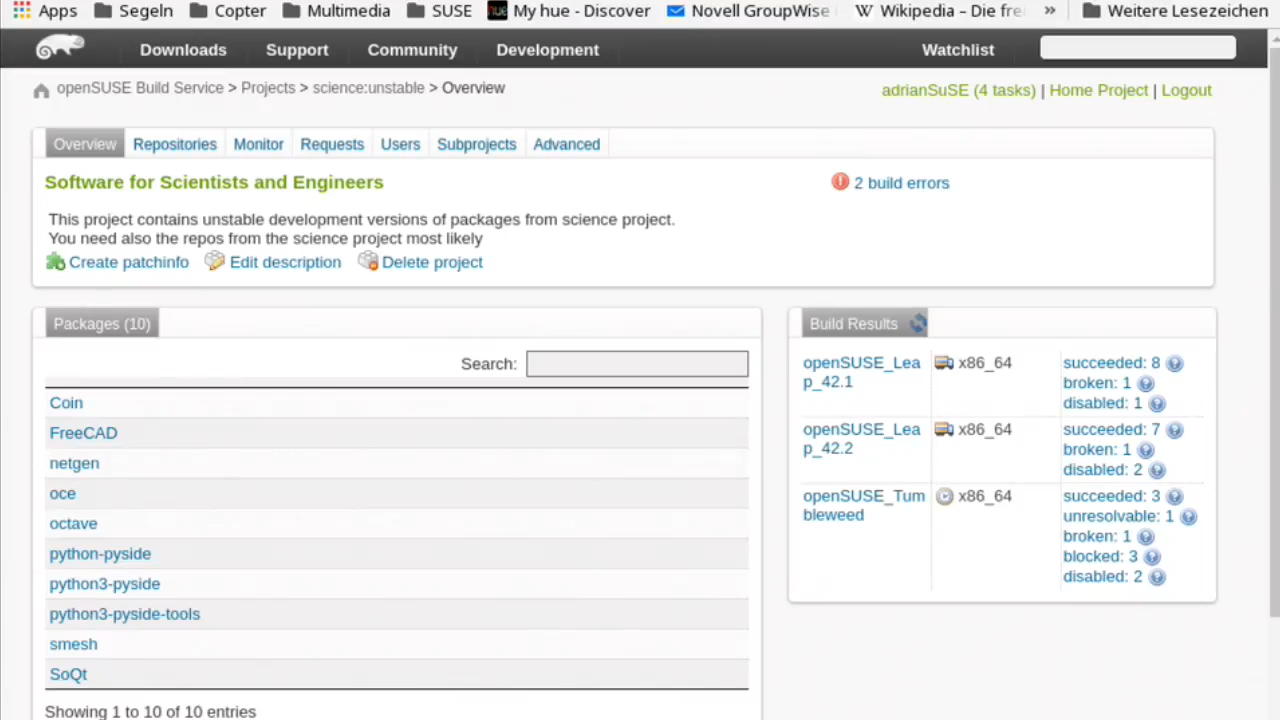 Apps Segeln Copter Multimedia SUSE My hue - Discover Novell GroupWise Wikipedia – Die fre » Weitere Lesezeichen
Downloads Support Community Development Watchlist
openSUSE Build Service > Projects > science:unstable > Overview
adrianSuSE (4 tasks) | Home Project | Logout
Overview Repositories Monitor Requests Users Subprojects Advanced
Software for Scientists and Engineers
2 build errors
This project contains unstable development versions of packages from science project.
You need also the repos from the science project most likely
Create patchinfo Edit description Delete project
Packages (10)
Search:
Coin
FreeCAD
netgen
oce
octave
python-pyside
python3-pyside
python3-pyside-tools
smesh
SoQt
Showing 1 to 10 of 10 entries
Build Results
openSUSE_Lea
p_42.1
x86_64
succeeded: 8
broken: 1
disabled: 1
openSUSE_Lea
p_42.2
x86_64
succeeded: 7
broken: 1
disabled: 2
openSUSE_Tum
bleweed
x86_64
succeeded: 3
unresolvable: 1
broken: 1
blocked: 3
disabled: 2